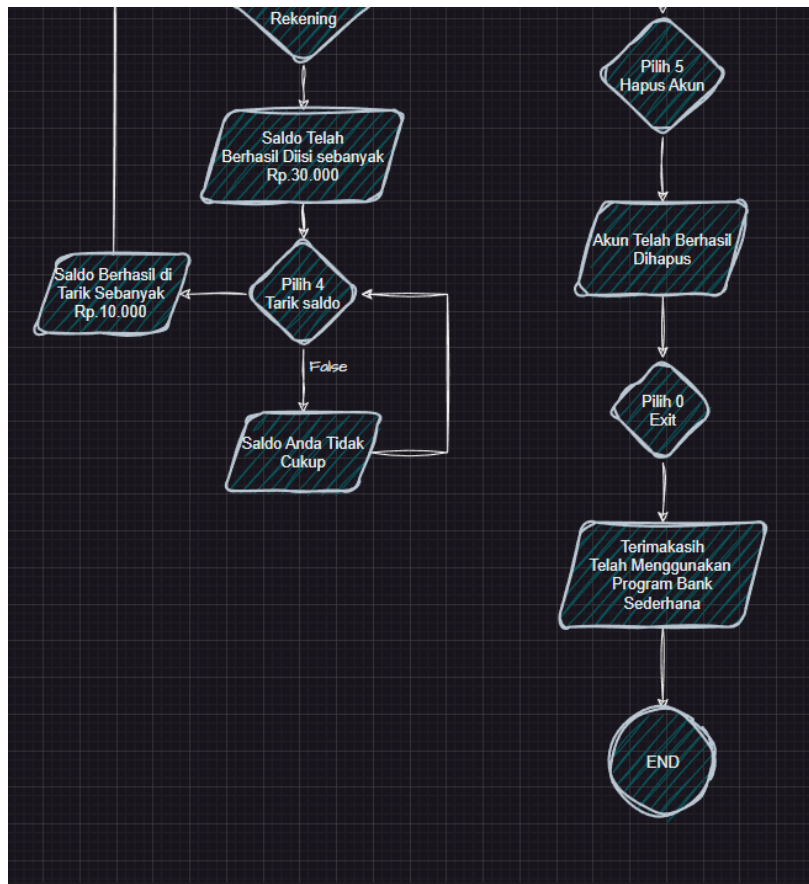 Rekening
Saldo Telah
Berhasil Diisi sebanyak
Rp.30.000
Saldo Berhasil di
Tarik Sebanyak
Rp.10.000
Pilih 4
Tarik saldo
False
Saldo Anda Tidak
Cukup
Pilih 5
Hapus Akun
Akun Telah Berhasil
Dihapus
Pilih 0
Exit
Terimakasih
Telah Menggunakan
Program Bank
Sederhana
END